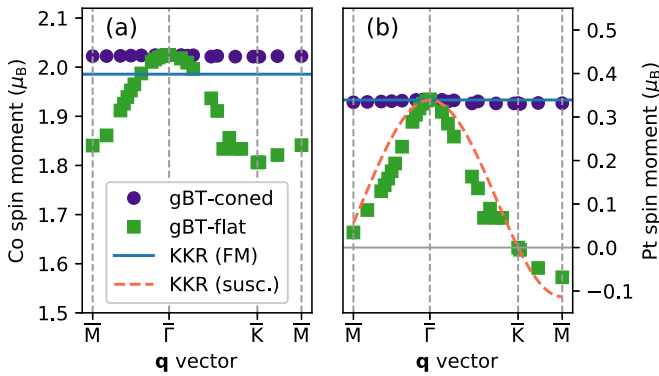 (a)
(b)
Co spin moment (μB)
2.1
2.0
1.9
1.8
1.7
1.6
1.5
gBT-coned
gBT-flat
KKR (FM)
KKR (susc.)
M̅ Γ̅ K̅ M̅
q vector
M̅ Γ̅ K̅ M̅
q vector
0.5
0.4
0.3
0.2
0.1
0.0
−0.1
Pt spin moment (μB)